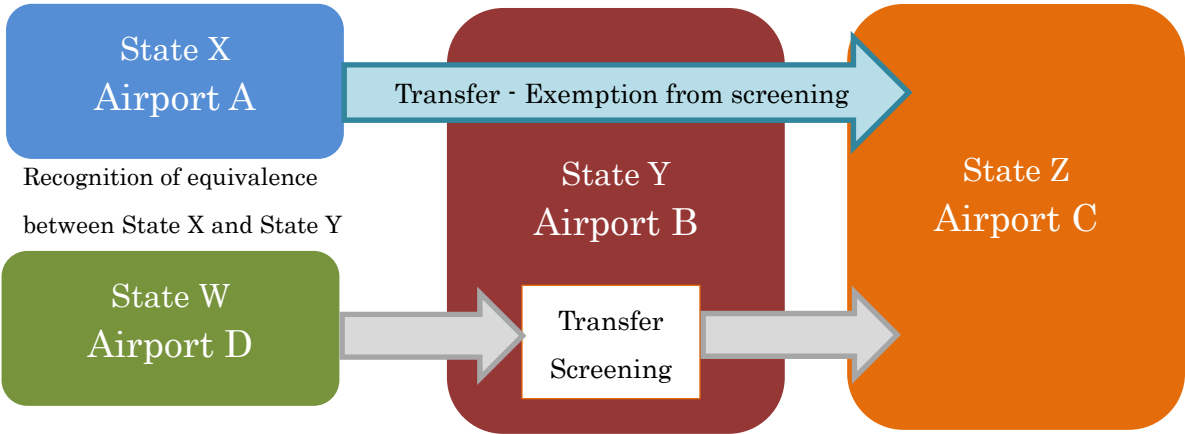 State X
Airport A
Transfer - Exemption from screening
Recognition of equivalence
between State X and State Y
State Y
Airport B
State Z
Airport C
State W
Airport D
Transfer
Screening